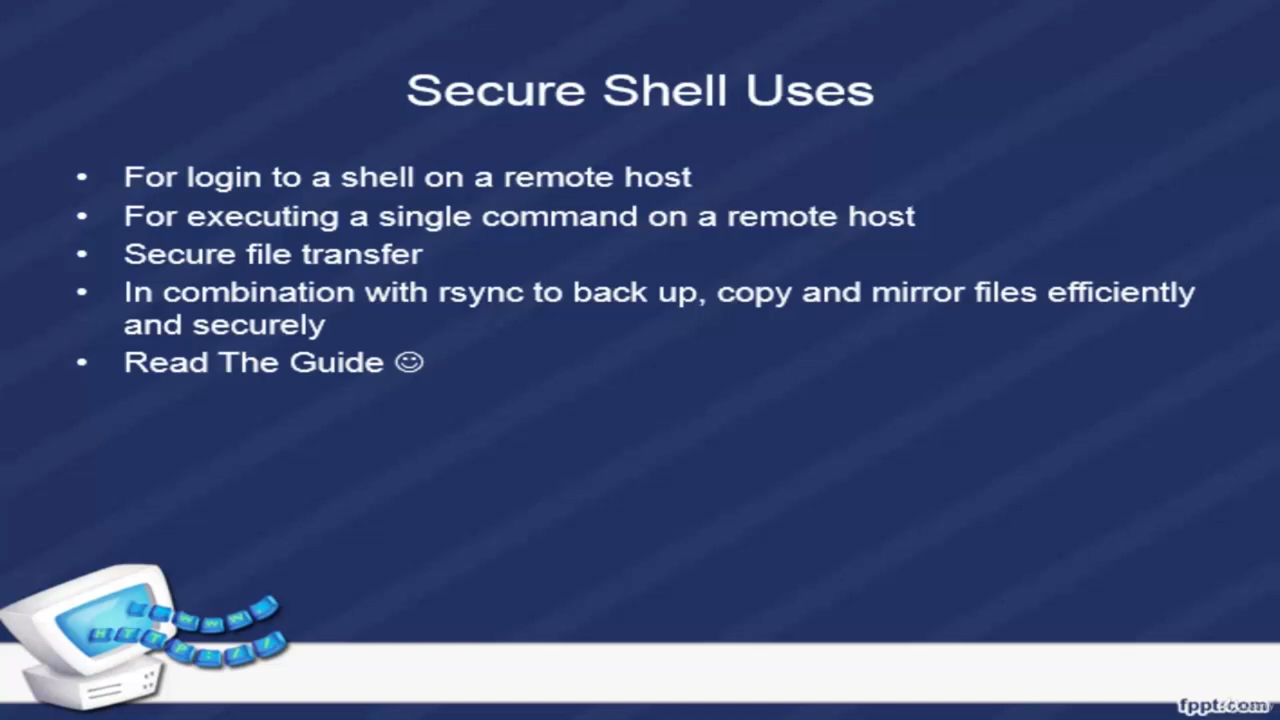 Secure Shell Uses
• For login to a shell on a remote host
• For executing a single command on a remote host
• Secure file transfer
• In combination with rsync to back up, copy and mirror files efficiently
and securely
• Read The Guide ☺
WWW.
HTTPS//
fppt.com